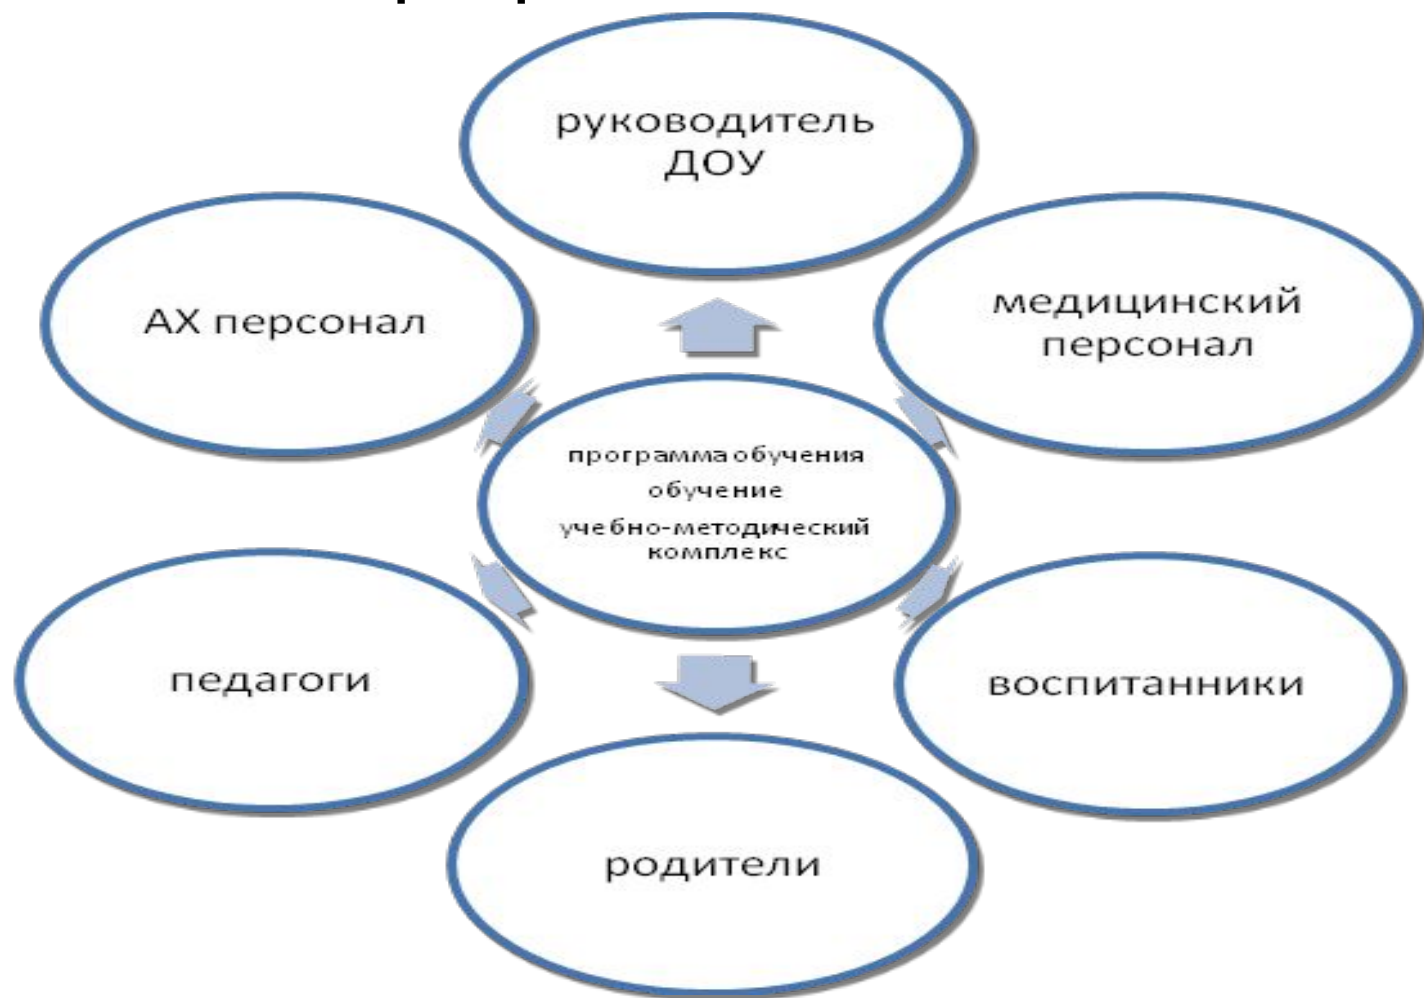 руководитель
ДОУ
АХ персонал
медицинский
персонал
программа обучения
обучение
учебно-методический
комплекс
педагоги
воспитанники
родители